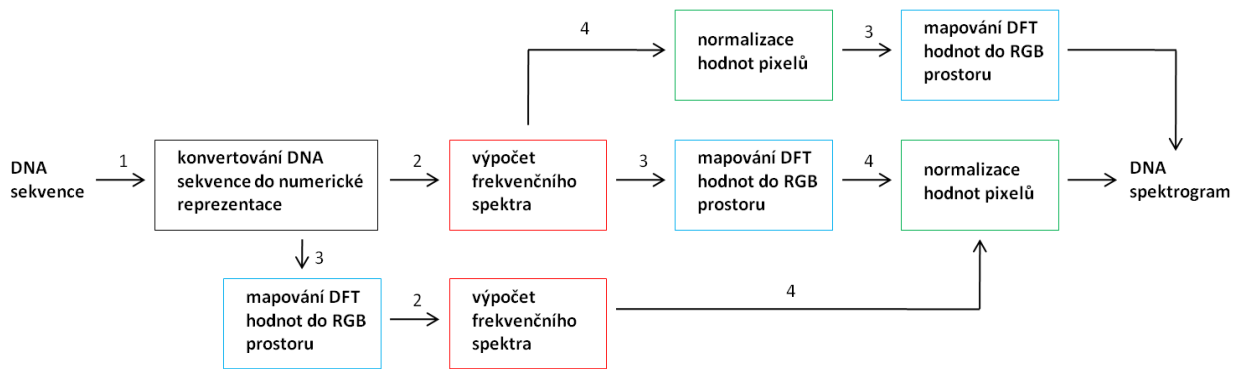 4
normalizace
hodnot pixelů
3
mapování DFT
hodnot do RGB
prostoru
DNA
sekvence
1
konvertování DNA
sekvence do numerické
reprezentace
2
výpočet
frekvenčního
spektra
3
mapování DFT
hodnot do RGB
prostoru
4
normalizace
hodnot pixelů
DNA
spektrogram
3
mapování DFT
hodnot do RGB
prostoru
2
výpočet
frekvenčního
spektra
4